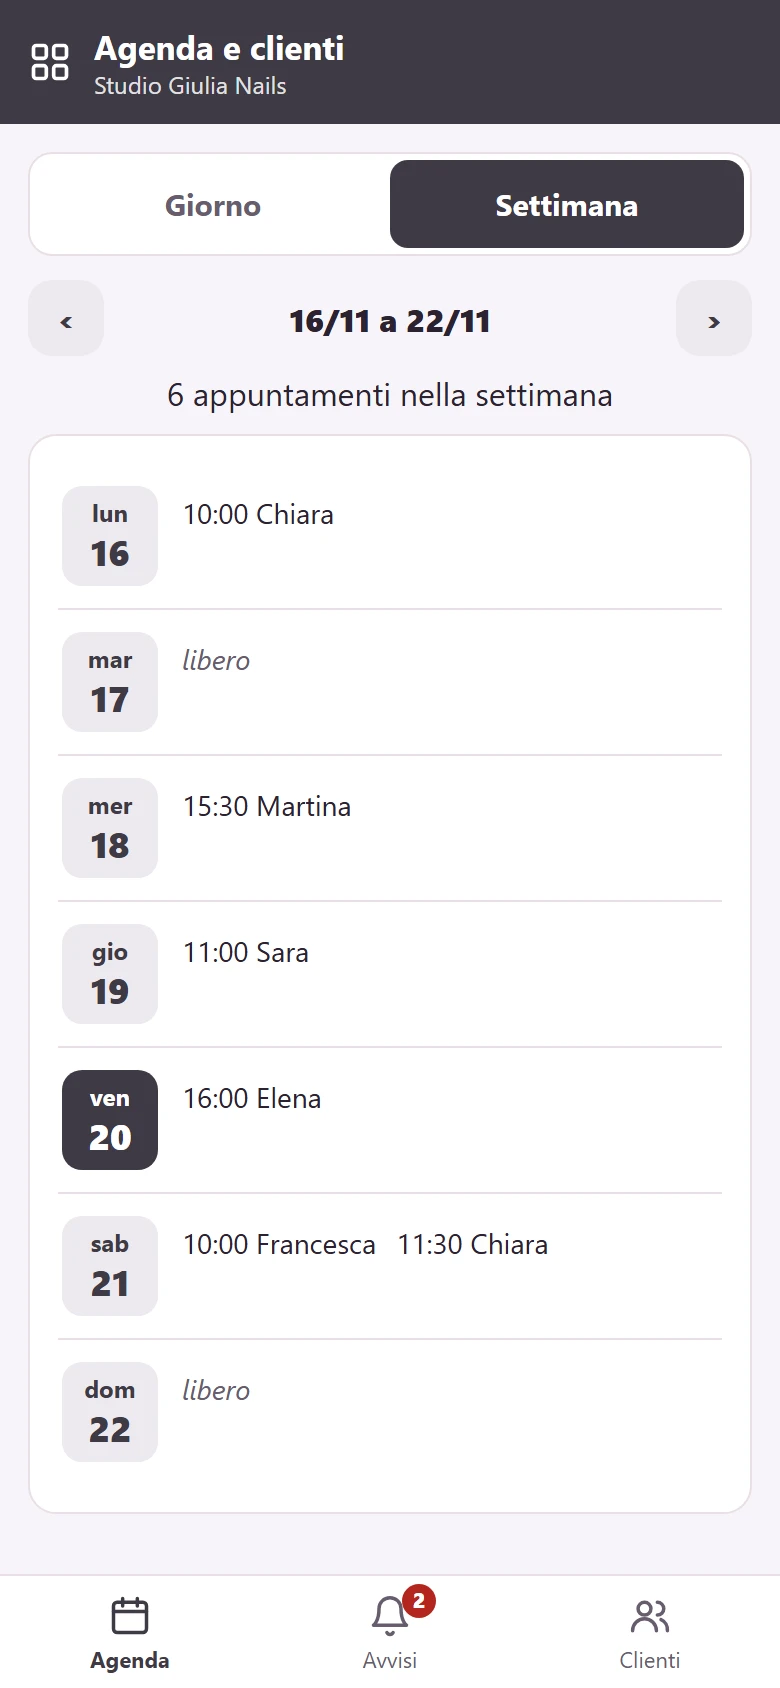 Agenda e clienti
Studio Giulia Nails
Giorno
Settimana
‹
16/11 a 22/11
›
6 appuntamenti nella settimana
lun
16
10:00 Chiara
mar
17
libero
mer
18
15:30 Martina
gio
19
11:00 Sara
ven
20
16:00 Elena
sab
21
10:00 Francesca 11:30 Chiara
dom
22
libero
2
Agenda
Avvisi
Clienti